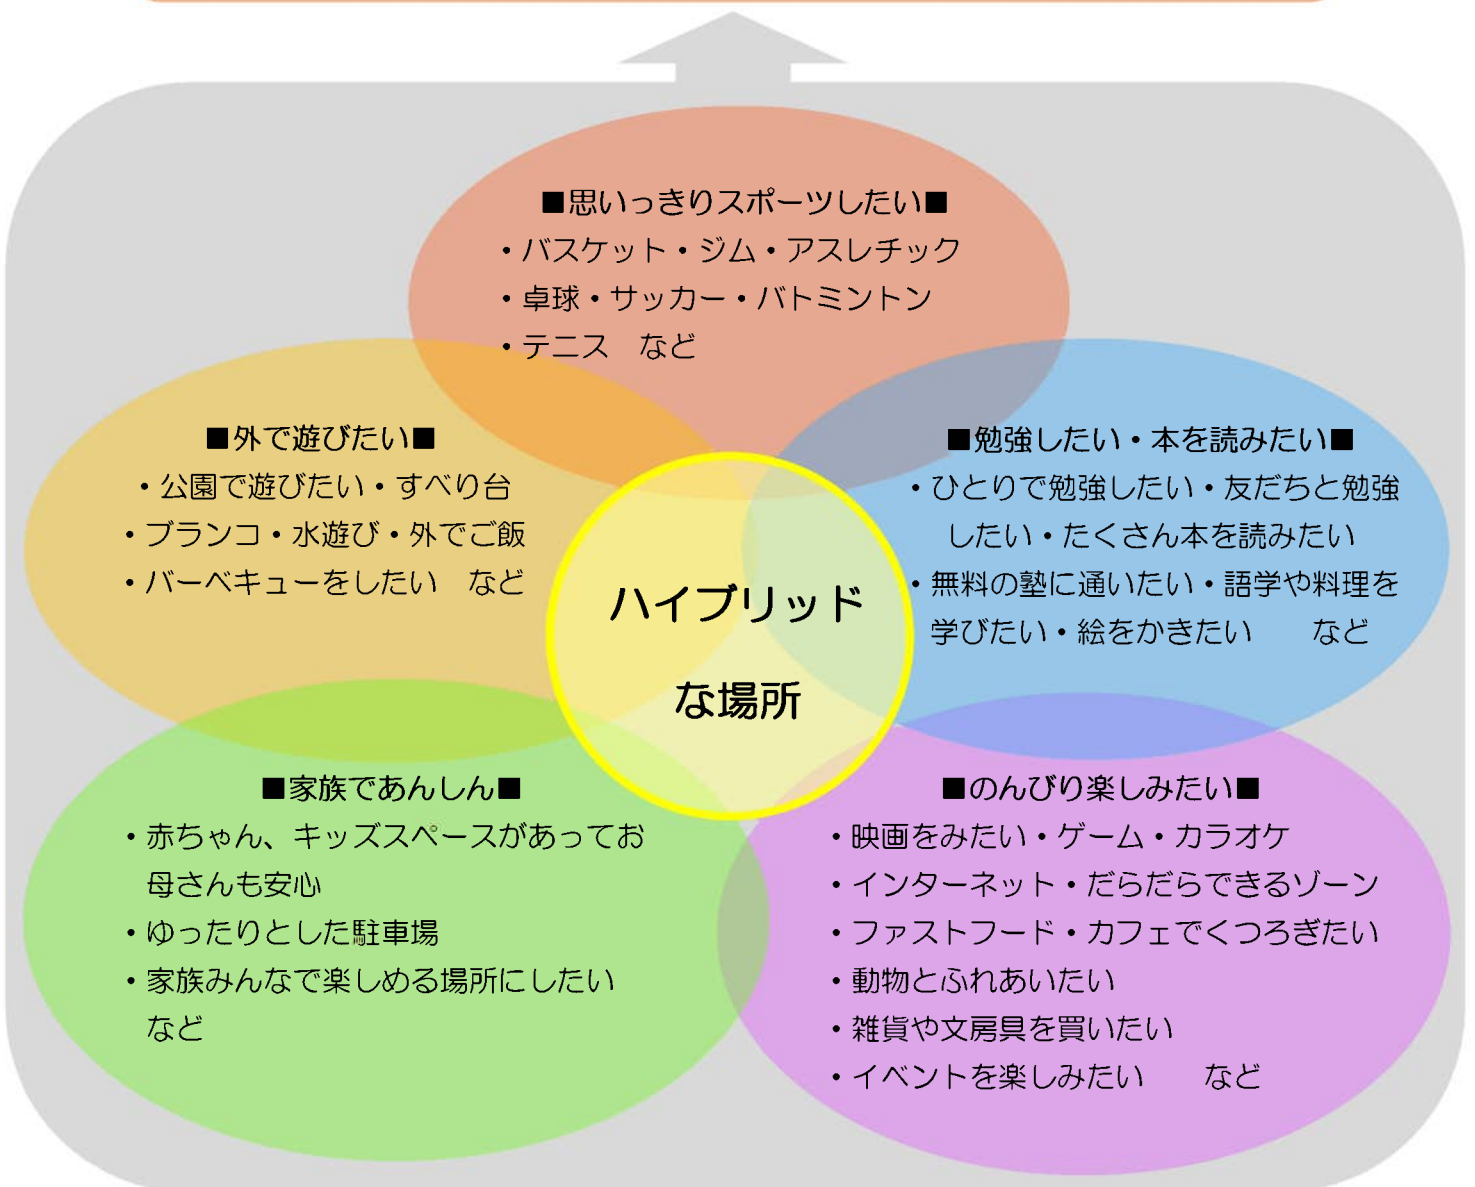 ■思いっきりスポーツしたい■
・バスケット・ジム・アスレチック
・卓球・サッカー・バトミントン
・テニス　など
■外で遊びたい■
・公園で遊びたい・すべり台
・ブランコ・水遊び・外でご飯
・バーベキューをしたい　など
■勉強したい・本を読みたい■
・ひとりで勉強したい・友だちと勉強
したい・たくさん本を読みたい
・無料の塾に通いたい・語学や料理を
学びたい・絵をかきたい　　など
ハイブリッド
な場所
■家族であんしん■
・赤ちゃん、キッズスペースがあってお
母さんも安心
・ゆったりとした駐車場
・家族みんなで楽しめる場所にしたい
など
■のんびり楽しみたい■
・映画をみたい・ゲーム・カラオケ
・インターネット・だらだらできるゾーン
・ファストフード・カフェでくつろぎたい
・動物とふれあいたい
・雑貨や文房具を買いたい
・イベントを楽しみたい　　など